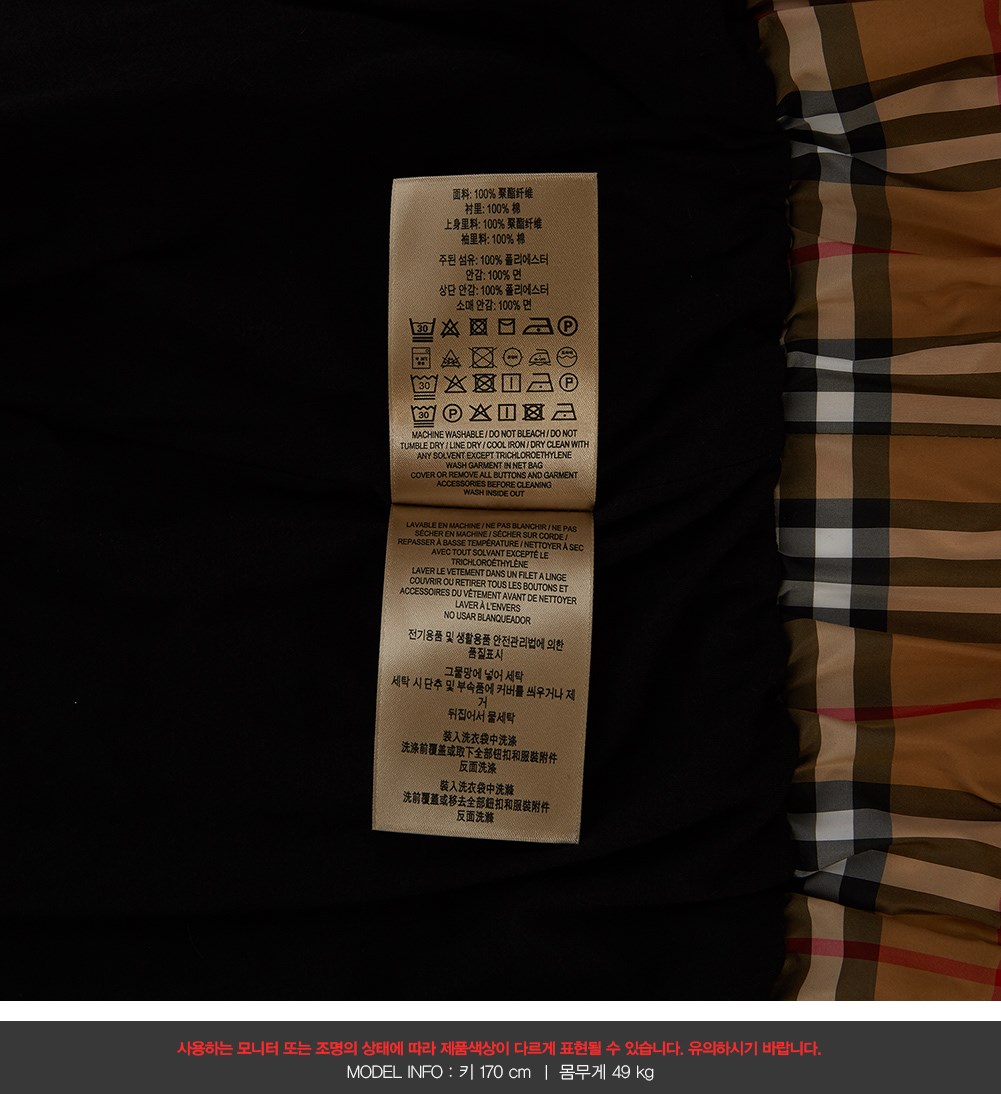 面料: 100% 聚酯纤维
衬里: 100% 棉
上身里料: 100% 聚酯纤维
袖里料: 100% 棉
주된 섬유: 100% 폴리에스터
안감: 100% 면
상단 안감: 100% 폴리에스터
소매 안감: 100% 면
30 P
30 P
30 P
MACHINE WASHABLE / DO NOT BLEACH / DO NOT
TUMBLE DRY / LINE DRY / COOL IRON / DRY CLEAN WITH
ANY SOLVENT EXCEPT TRICHLOROETHYLENE
WASH GARMENT IN NET BAG
COVER OR REMOVE ALL BUTTONS AND GARMENT
ACCESSORIES BEFORE CLEANING
WASH INSIDE OUT
LAVABLE EN MACHINE / NE PAS BLANCHIR / NE PAS
SÉCHER EN MACHINE / SÉCHER SUR CORDE /
REPASSER À BASSE TEMPÉRATURE / NETTOYER À SEC
AVEC TOUT SOLVANT EXCEPTÉ LE
TRICHLOROÉTHYLÈNE
LAVER LE VETEMENT DANS UN FILET A LINGE
COUVRIR OU RETIRER TOUS LES BOUTONS ET
ACCESSOIRES DU VÊTEMENT AVANT DE NETTOYER
LAVER À L'ENVERS
NO USAR BLANQUEADOR
전기용품 및 생활용품 안전관리법에 의한
품질표시
그물망에 넣어 세탁
세탁 시 단추 및 부속품에 커버를 씌우거나 제
거
뒤집어서 물세탁
装入洗衣袋中洗涤
洗涤前覆盖或取下全部钮扣和服装附件
反面洗涤
裝入洗衣袋中洗滌
洗前覆蓋或移去全部鈕扣和服裝附件
反面洗滌
사용하는 모니터 또는 조명의 상태에 따라 제품색상이 다르게 표현될 수 있습니다. 유의하시기 바랍니다.
MODEL INFO : 키 170 cm | 몸무게 49 kg